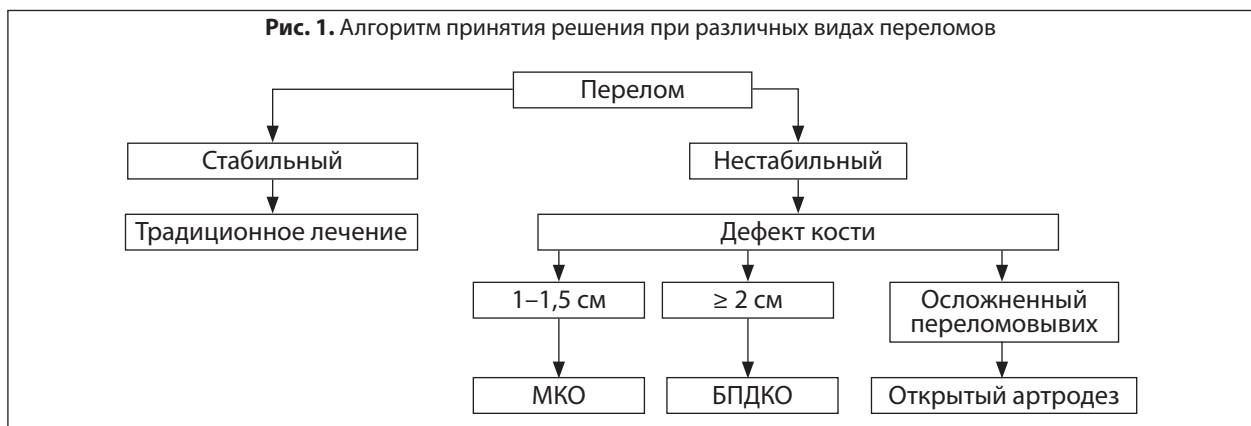 Рис. 1. Алгоритм принятия решения при различных видах переломов
Перелом
Стабильный
Нестабильный
Традиционное лечение
Дефект кости
1–1,5 см
≥ 2 см
Осложненный
переломовывих
МКО
БПДКО
Открытый артродез